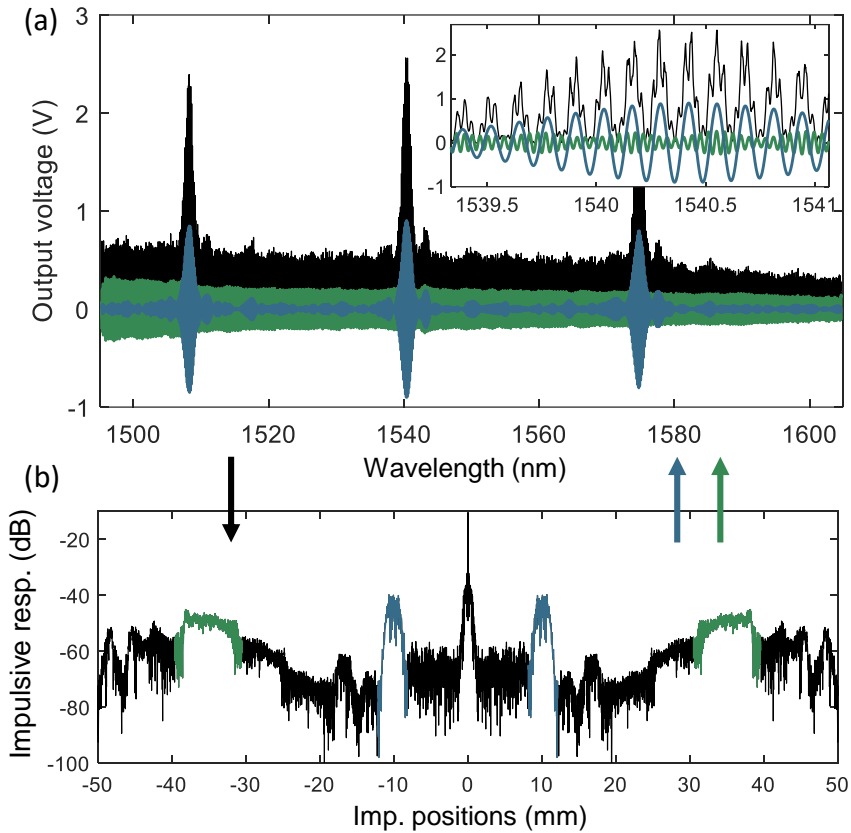 (a)
3
2
1
0
-1
Output voltage (V)
2
1
0
-1
1539.5 1540 1540.5 1541
1500 1520 1540 1560 1580 1600
Wavelength (nm)
(b)
-20
-40
-60
-80
-100
Impulsive resp. (dB)
-50 -40 -30 -20 -10 0 10 20 30 40 50
Imp. positions (mm)